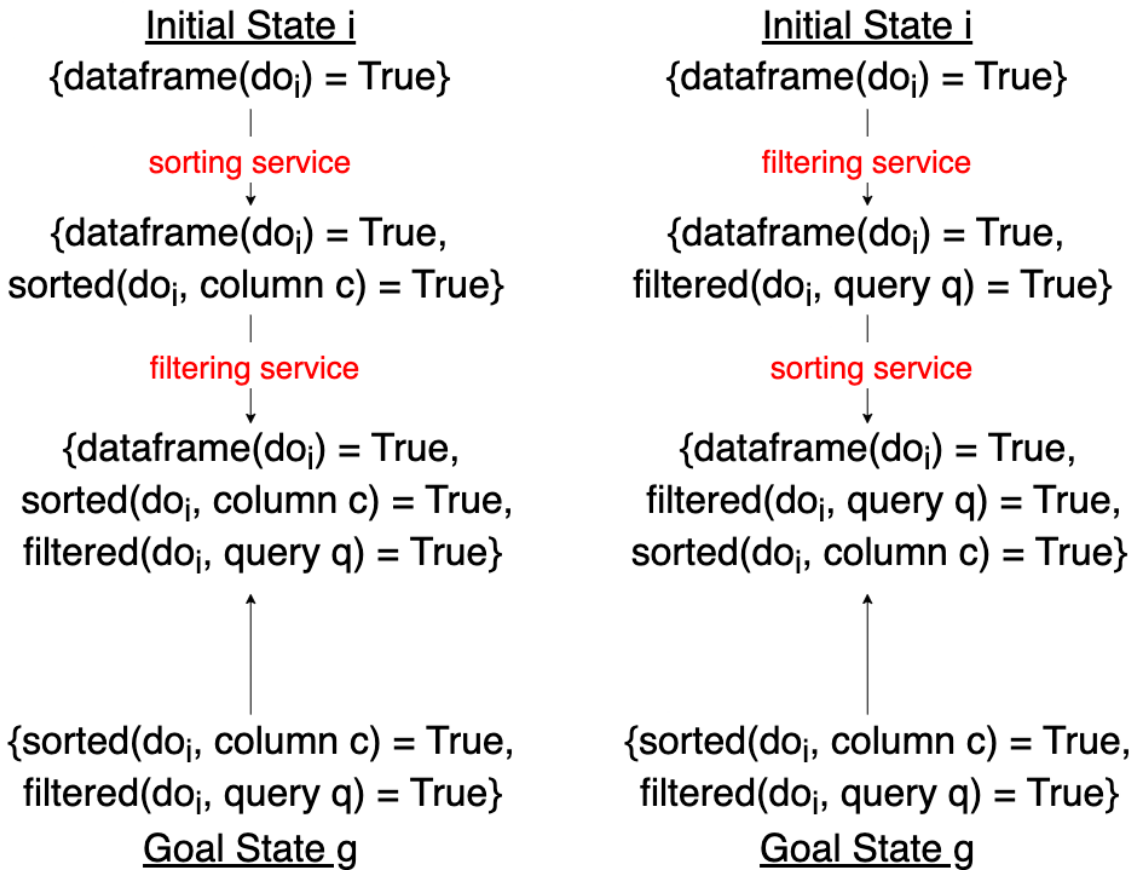 Initial State i
{dataframe(doᵢ) = True}
sorting service
{dataframe(doᵢ) = True,
sorted(doᵢ, column c) = True}
filtering service
{dataframe(doᵢ) = True,
sorted(doᵢ, column c) = True,
filtered(doᵢ, query q) = True}
{sorted(doᵢ, column c) = True,
filtered(doᵢ, query q) = True}
Goal State g
Initial State i
{dataframe(doᵢ) = True}
filtering service
{dataframe(doᵢ) = True,
filtered(doᵢ, query q) = True}
sorting service
{dataframe(doᵢ) = True,
filtered(doᵢ, query q) = True,
sorted(doᵢ, column c) = True}
{sorted(doᵢ, column c) = True,
filtered(doᵢ, query q) = True}
Goal State g